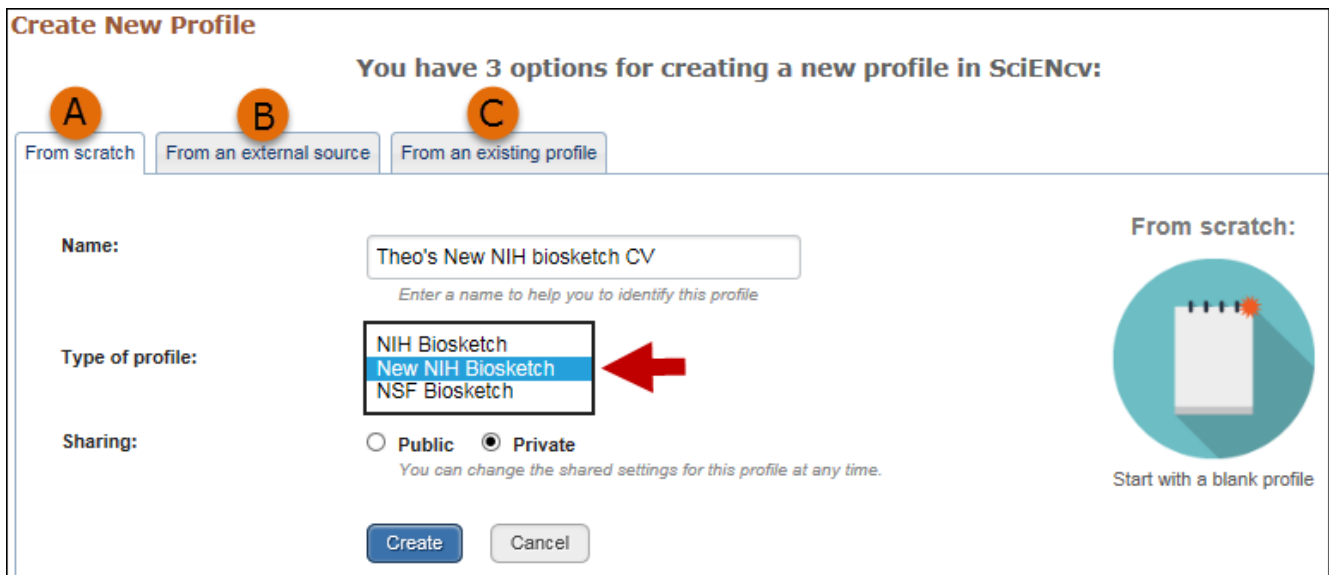 Create New Profile
You have 3 options for creating a new profile in SciENcv:
A B C
From scratch From an external source From an existing profile
From scratch:
Name: Theo's New NIH biosketch CV
Enter a name to help you to identify this profile
NIH Biosketch
Type of profile: New NIH Biosketch
NSF Biosketch
Sharing: Public Private
You can change the shared settings for this profile at any time.
Start with a blank profile
Create Cancel